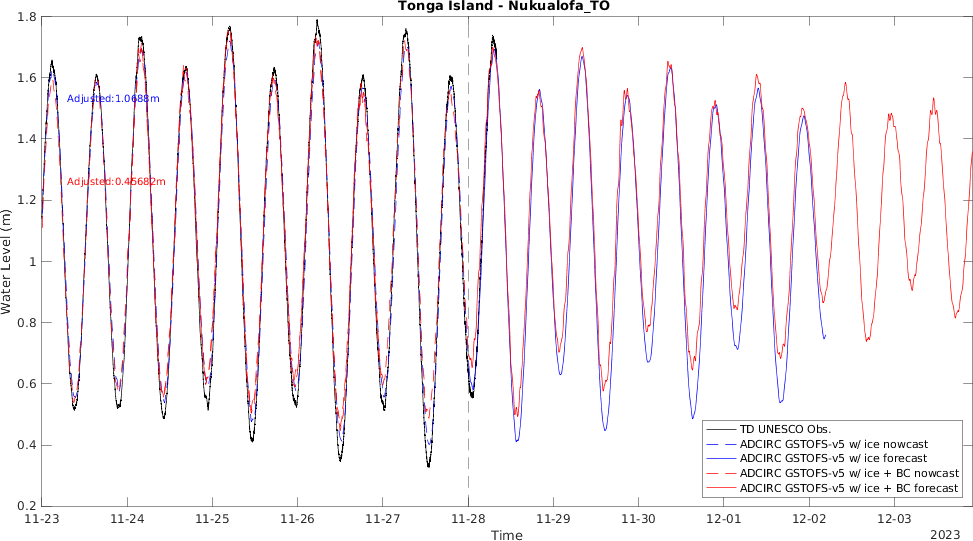 Tonga Island - Nukualofa_TO
1.8
1.6
1.4
1.2
1
0.8
0.6
0.4
0.2
Water Level (m)
Adjusted:1.0688m
Adjusted:0.45682m
TD UNESCO Obs.
ADCIRC GSTOFS-v5 w/ ice nowcast
ADCIRC GSTOFS-v5 w/ ice forecast
ADCIRC GSTOFS-v5 w/ ice + BC nowcast
ADCIRC GSTOFS-v5 w/ ice + BC forecast
11-23 11-24 11-25 11-26 11-27 11-28 11-29 11-30 12-01 12-02 12-03
Time
2023